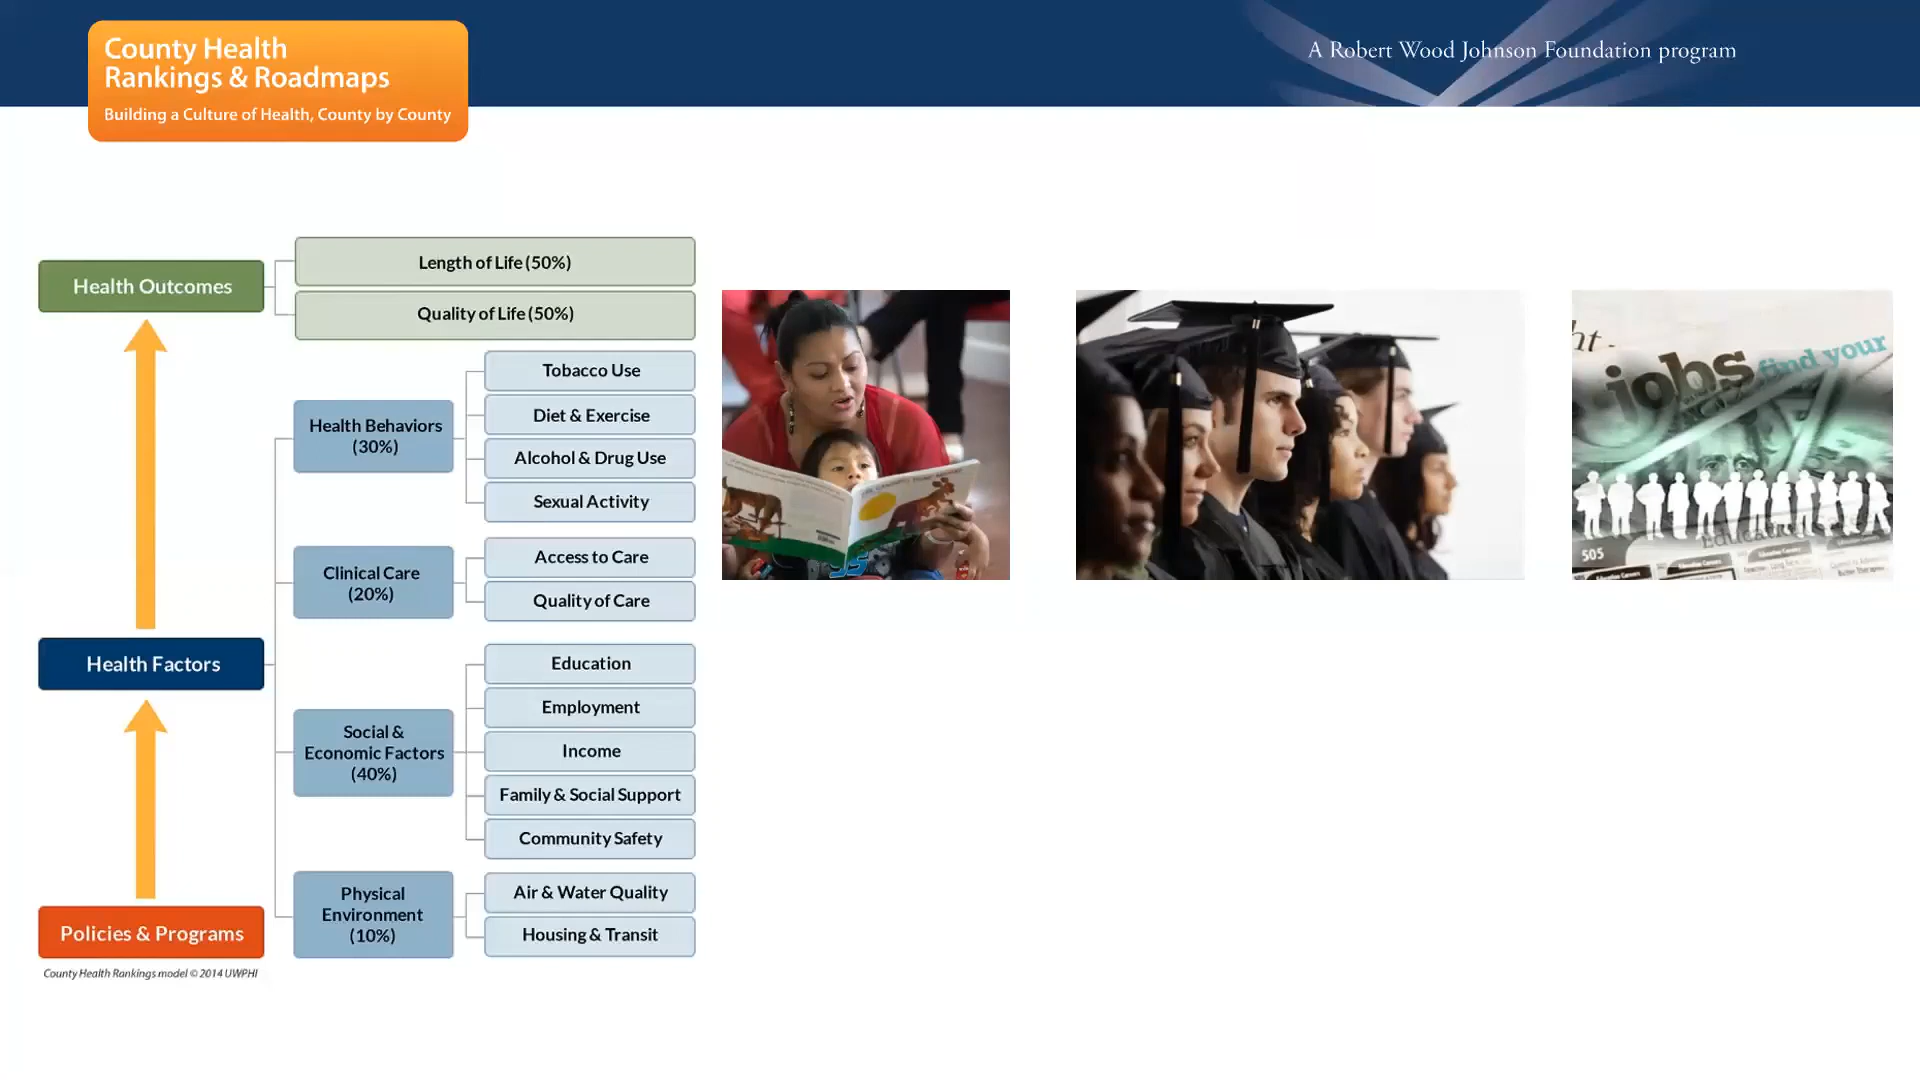 County Health
Rankings & Roadmaps
Building a Culture of Health, County by County
A Robert Wood Johnson Foundation program
Health Outcomes
Length of Life (50%)
Quality of Life (50%)
Health Behaviors
(30%)
Tobacco Use
Diet & Exercise
Alcohol & Drug Use
Sexual Activity
Clinical Care
(20%)
Access to Care
Quality of Care
Health Factors
Social &
Economic Factors
(40%)
Education
Employment
Income
Family & Social Support
Community Safety
Physical
Environment
(10%)
Air & Water Quality
Housing & Transit
Policies & Programs
County Health Rankings model © 2014 UWPHI
ht.
jobs find your
505